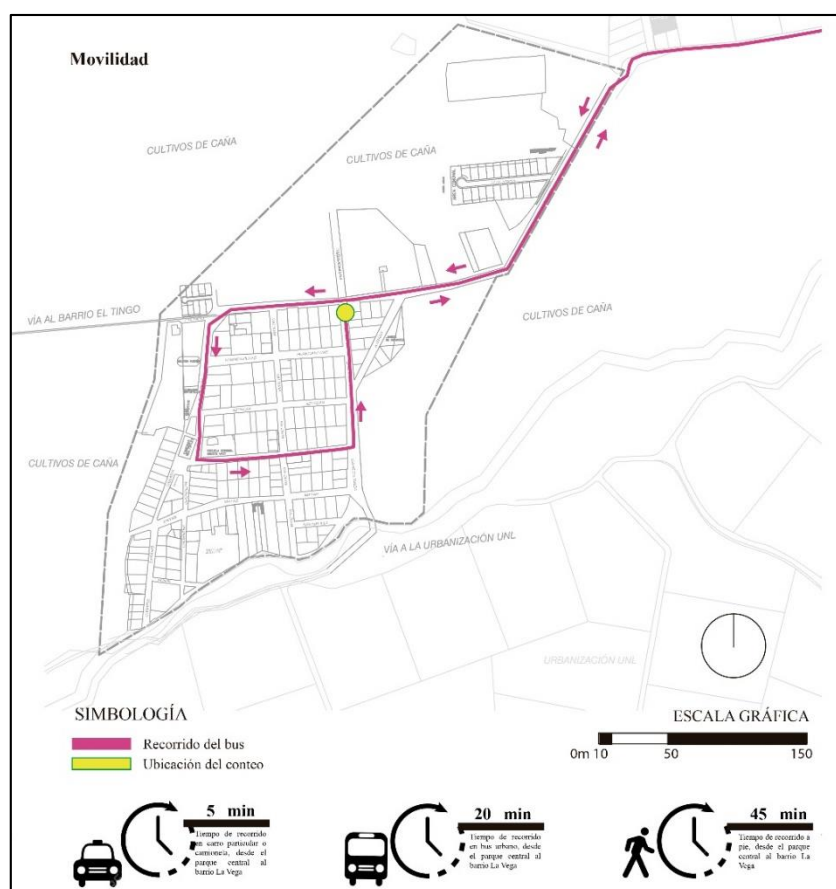 Movilidad
CULTIVOS DE CAÑA
CULTIVOS DE CAÑA
VÍA AL BARRIO EL TINGO
CULTIVOS DE CAÑA
CULTIVOS DE CAÑA
VÍA A LA URBANIZACIÓN UNL
URBANIZACIÓN UNL
SIMBOLOGÍA
Recorrido del bus
Ubicación del conteo
ESCALA GRÁFICA
0m 10 50 150
5 min
Tiempo de recorrido
en carro particular o
camioneta, desde el
parque central al
barrio La Vega
20 min
Tiempo de recorrido
en bus urbano, desde
el parque central al
barrio La Vega
45 min
Tiempo de recorrido a
pie, desde el parque
central al barrio La
Vega